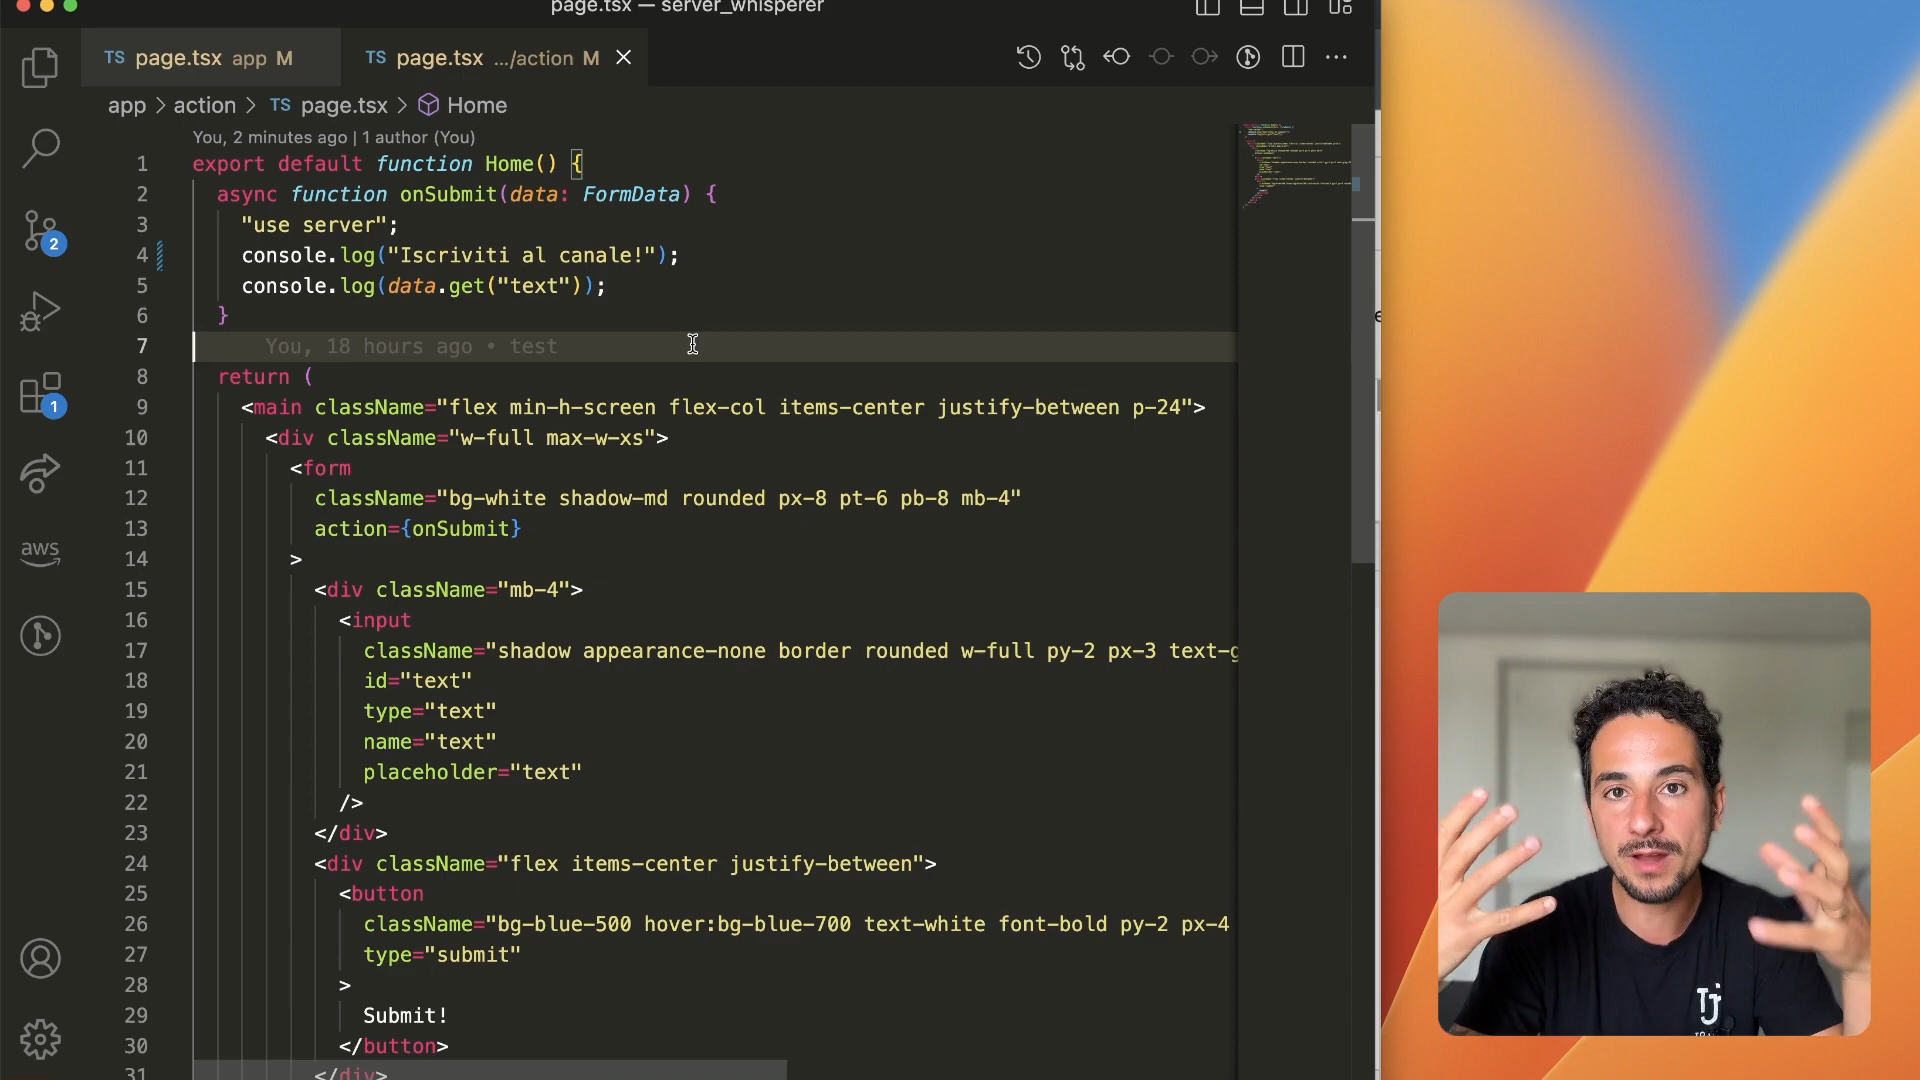 page.tsx — server_whisperer
TS page.tsx app M
TS page.tsx .../action M
app > action > TS page.tsx > Home
You, 2 minutes ago | 1 author (You)
1 export default function Home() {
2 async function onSubmit(data: FormData) {
3 "use server";
4 console.log("Iscriviti al canale!");
5 console.log(data.get("text"));
6 }
7 You, 18 hours ago • test
8 return (
9 <main className="flex min-h-screen flex-col items-center justify-between p-24">
10 <div className="w-full max-w-xs">
11 <form
12 className="bg-white shadow-md rounded px-8 pt-6 pb-8 mb-4"
13 action={onSubmit}
14 >
15 <div className="mb-4">
16 <input
17 className="shadow appearance-none border rounded w-full py-2 px-3 text-g
18 id="text"
19 type="text"
20 name="text"
21 placeholder="text"
22 />
23 </div>
24 <div className="flex items-center justify-between">
25 <button
26 className="bg-blue-500 hover:bg-blue-700 text-white font-bold py-2 px-4
27 type="submit"
28 >
29 Submit!
30 </button>
31 </div>
2
1
aws
TJ